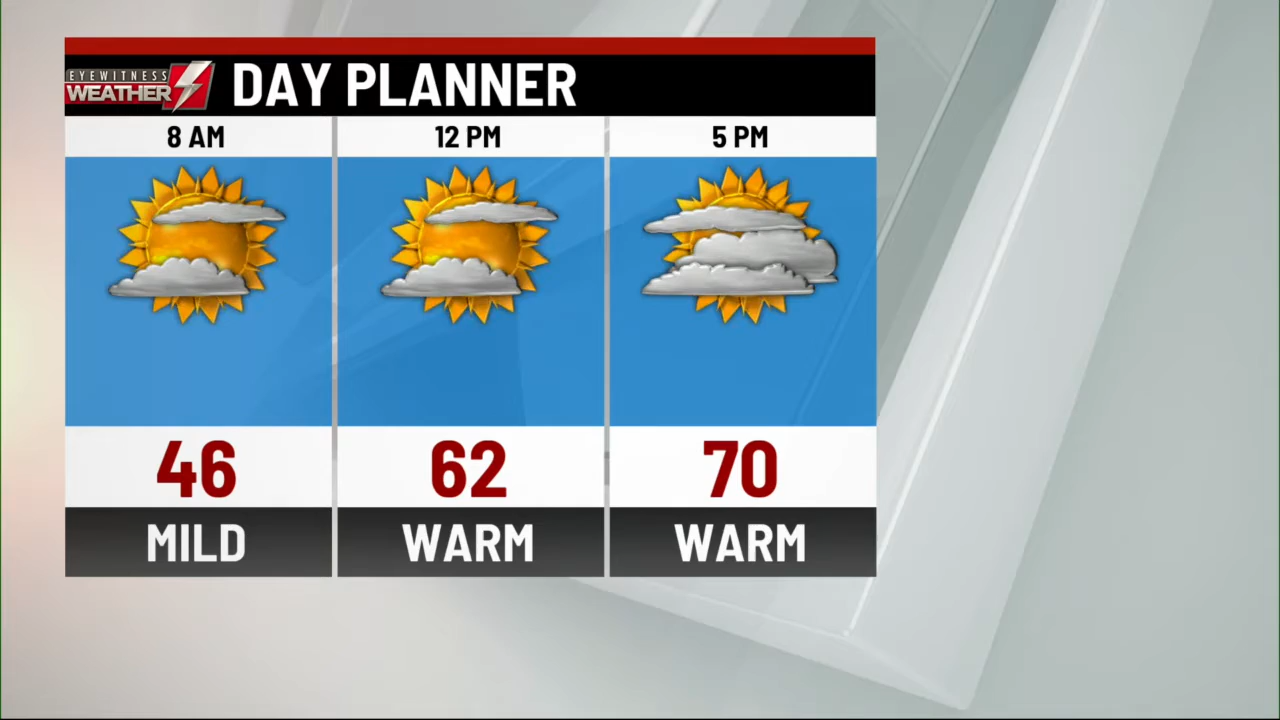 EYEWITNESS
WEATHER
DAY PLANNER
8 AM
12 PM
5 PM
46
62
70
MILD
WARM
WARM